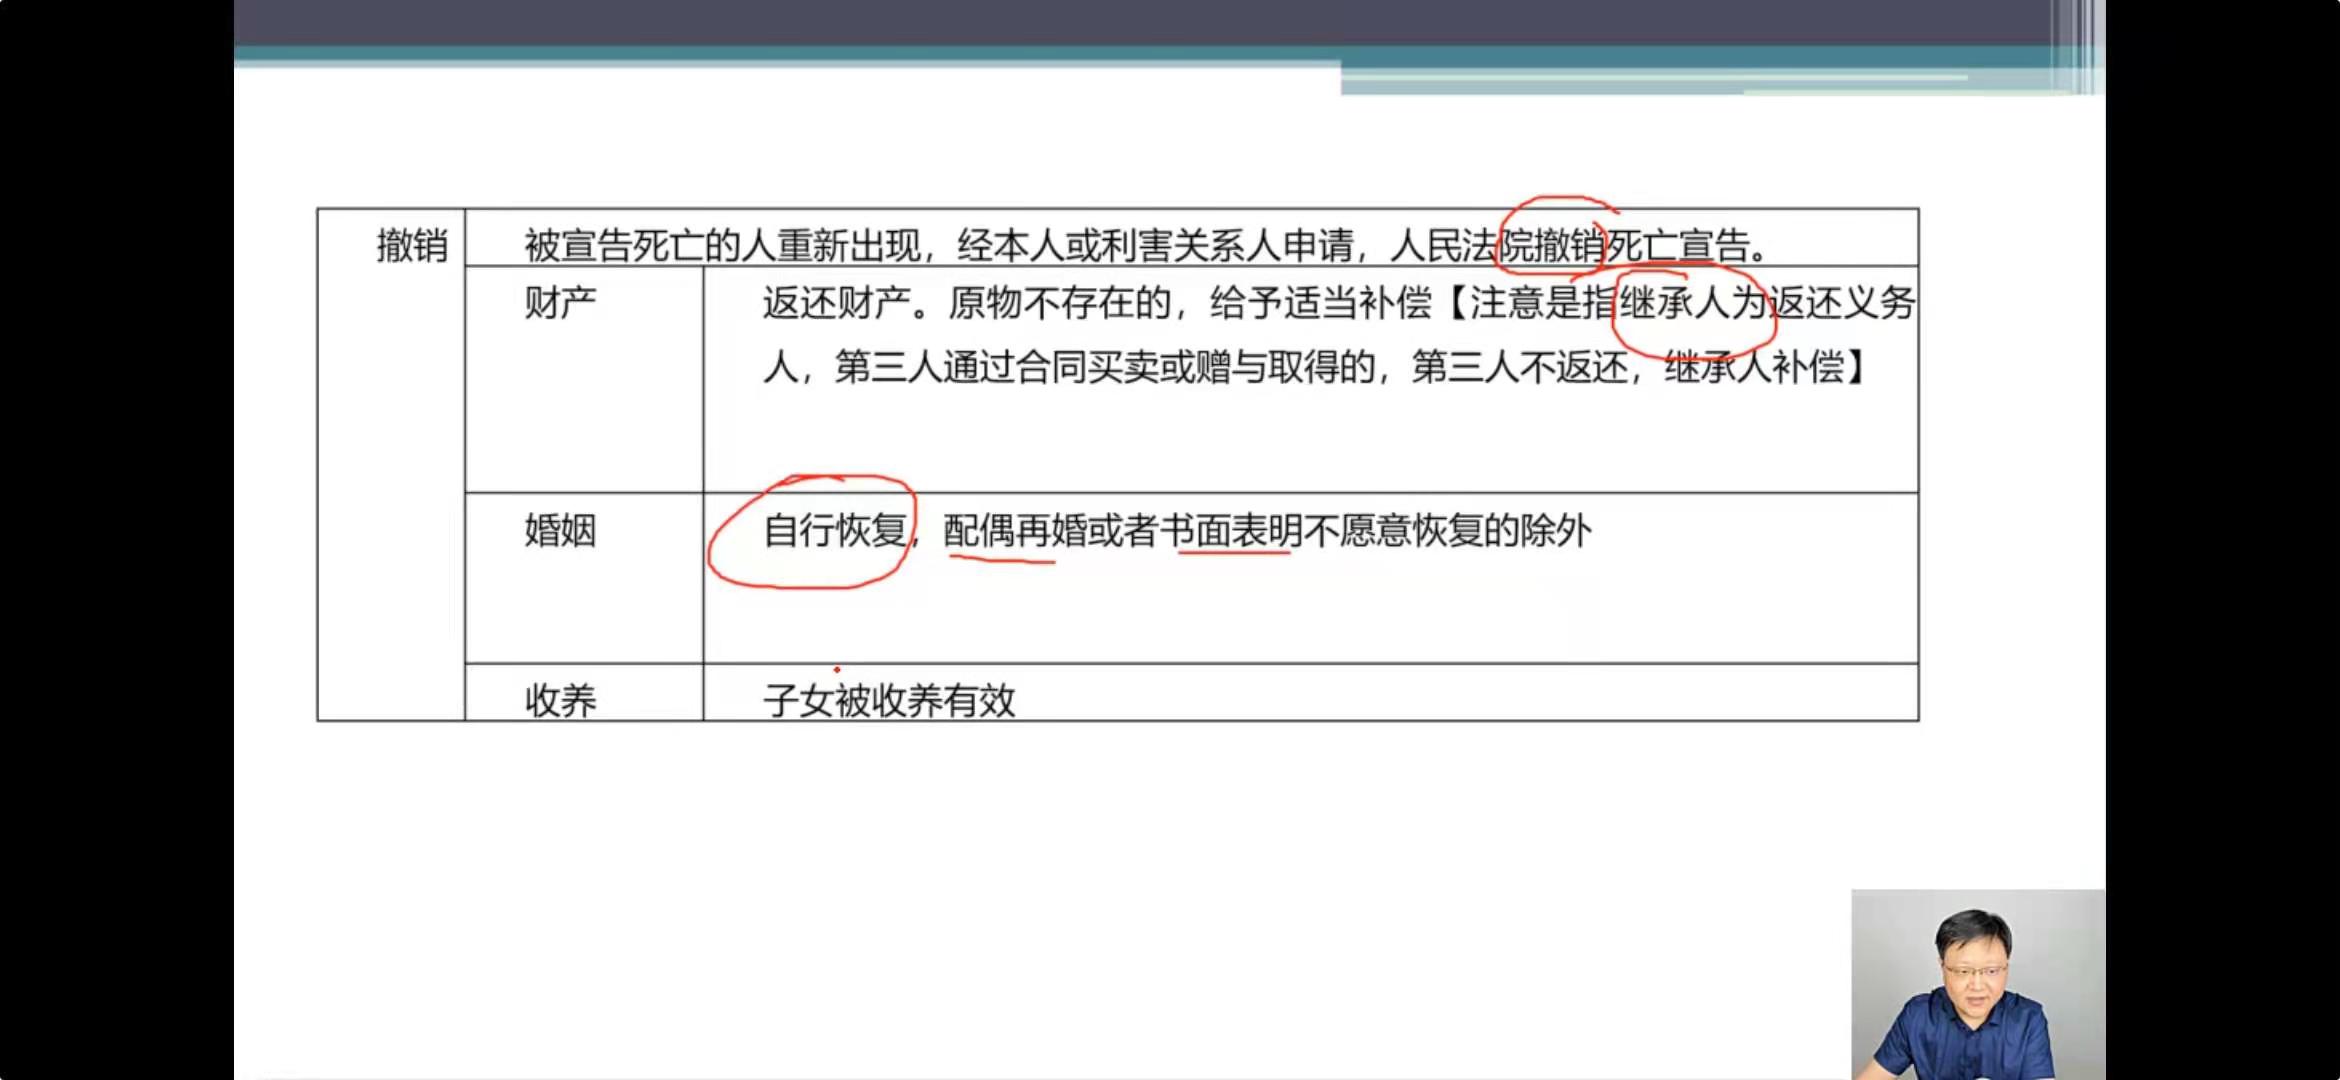 撤销
被宣告死亡的人重新出现，经本人或利害关系人申请，人民法院撤销死亡宣告。
财产
返还财产。原物不存在的，给予适当补偿【注意是指继承人为返还义务
人，第三人通过合同买卖或赠与取得的，第三人不返还，继承人补偿】
婚姻
自行恢复，配偶再婚或者书面表明不愿意恢复的除外
收养
子女被收养有效